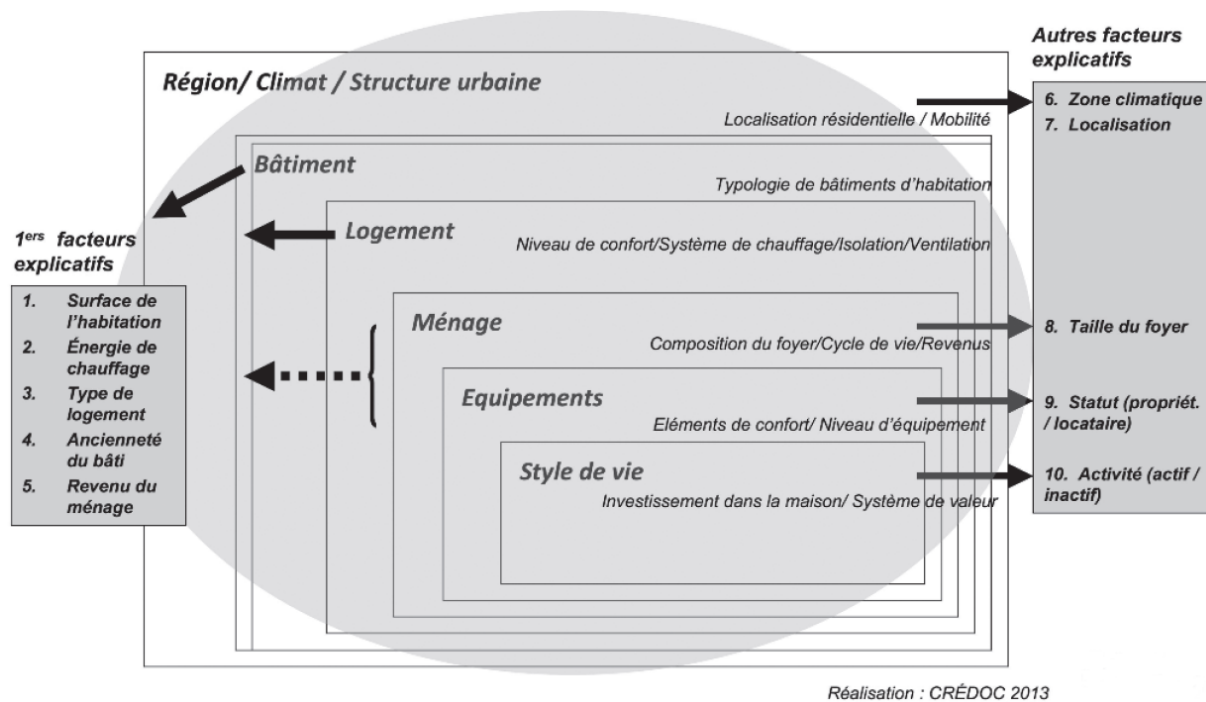 Autres facteurs
explicatifs
Région/ Climat / Structure urbaine
6. Zone climatique
Localisation résidentielle / Mobilité
7. Localisation
Bâtiment
Typologie de bâtiments d'habitation
1ers facteurs
explicatifs
Logement
Niveau de confort/Système de chauffage/Isolation/Ventilation
1. Surface de
l'habitation
2. Énergie de
chauffage
3. Type de
logement
4. Ancienneté
du bâti
5. Revenu du
ménage
Ménage
Composition du foyer/Cycle de vie/Revenus
8. Taille du foyer
Equipements
Eléments de confort/ Niveau d'équipement
9. Statut (propriét.
/ locataire)
Style de vie
Investissement dans la maison/ Système de valeur
10. Activité (actif /
inactif)
Réalisation : CRÉDOC 2013